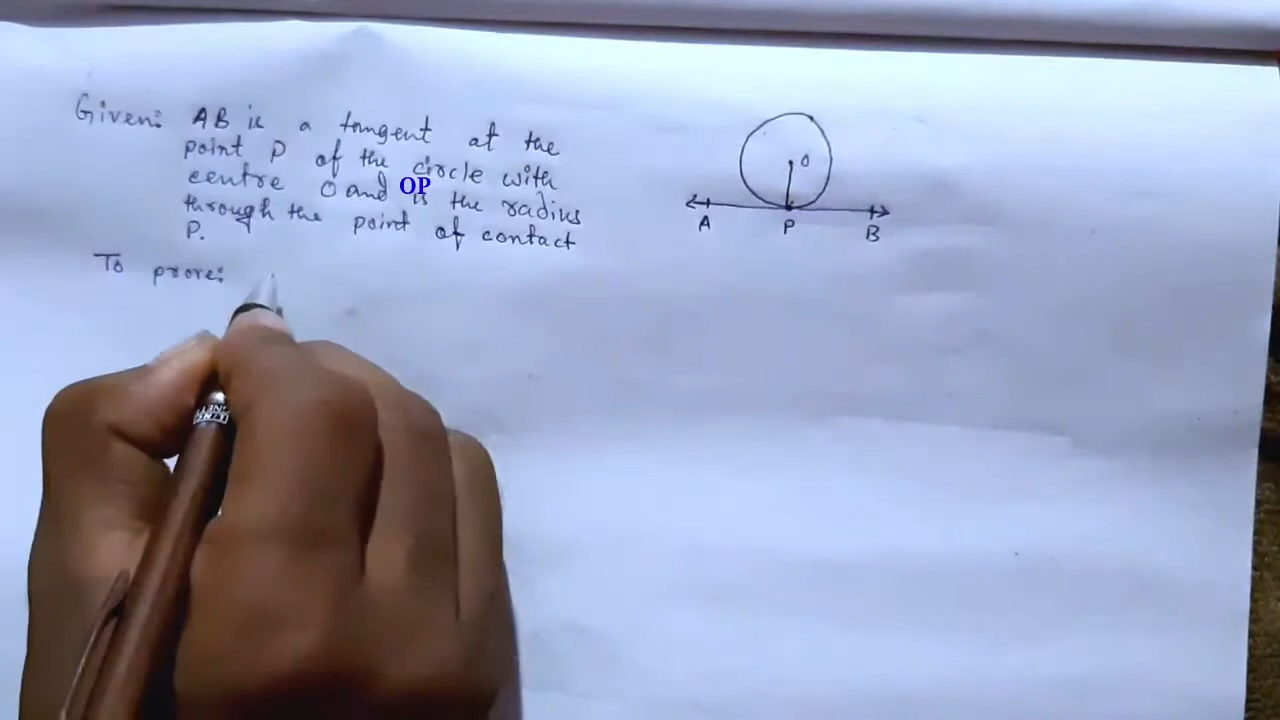 Given: AB is a tangent at the
point P of the circle with
centre O and OP is the radius
through the point of contact
P.
To prove:
O
A
P
B